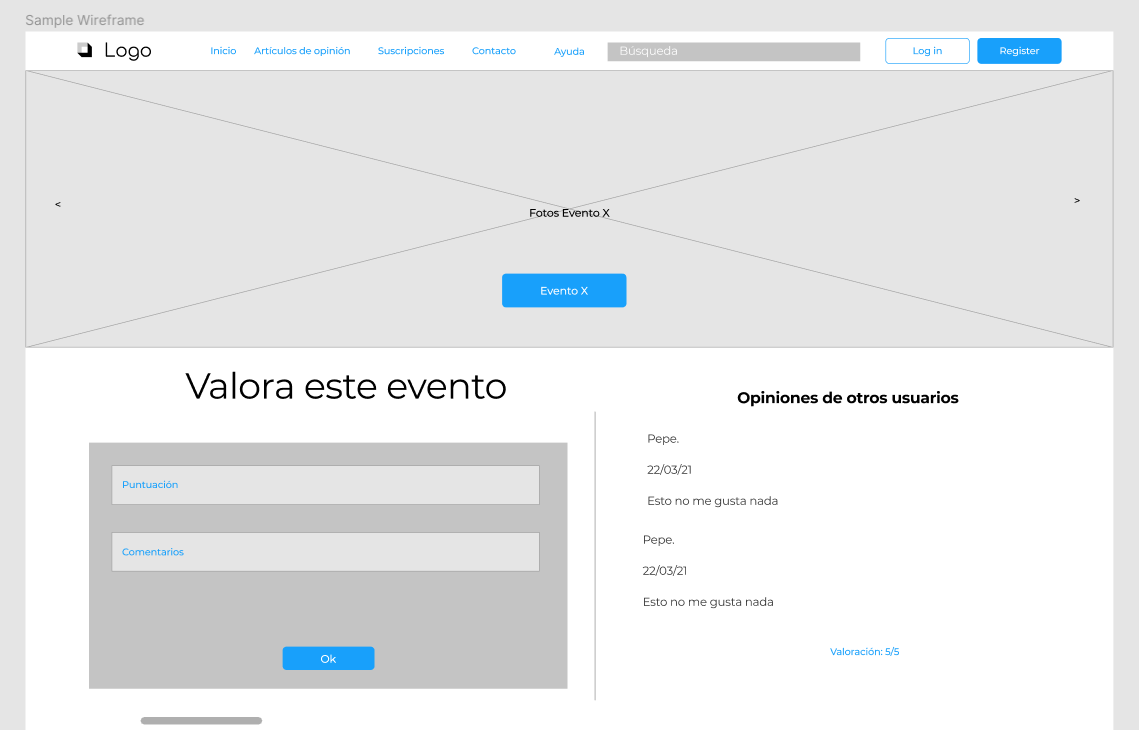 Sample Wireframe
Logo
Inicio
Artículos de opinión
Suscripciones
Contacto
Ayuda
Búsqueda
Log in
Register
<
Fotos Evento X
>
Evento X
Valora este evento
Puntuación
Comentarios
Ok
Opiniones de otros usuarios
Pepe.
22/03/21
Esto no me gusta nada
Pepe.
22/03/21
Esto no me gusta nada
Valoración: 5/5